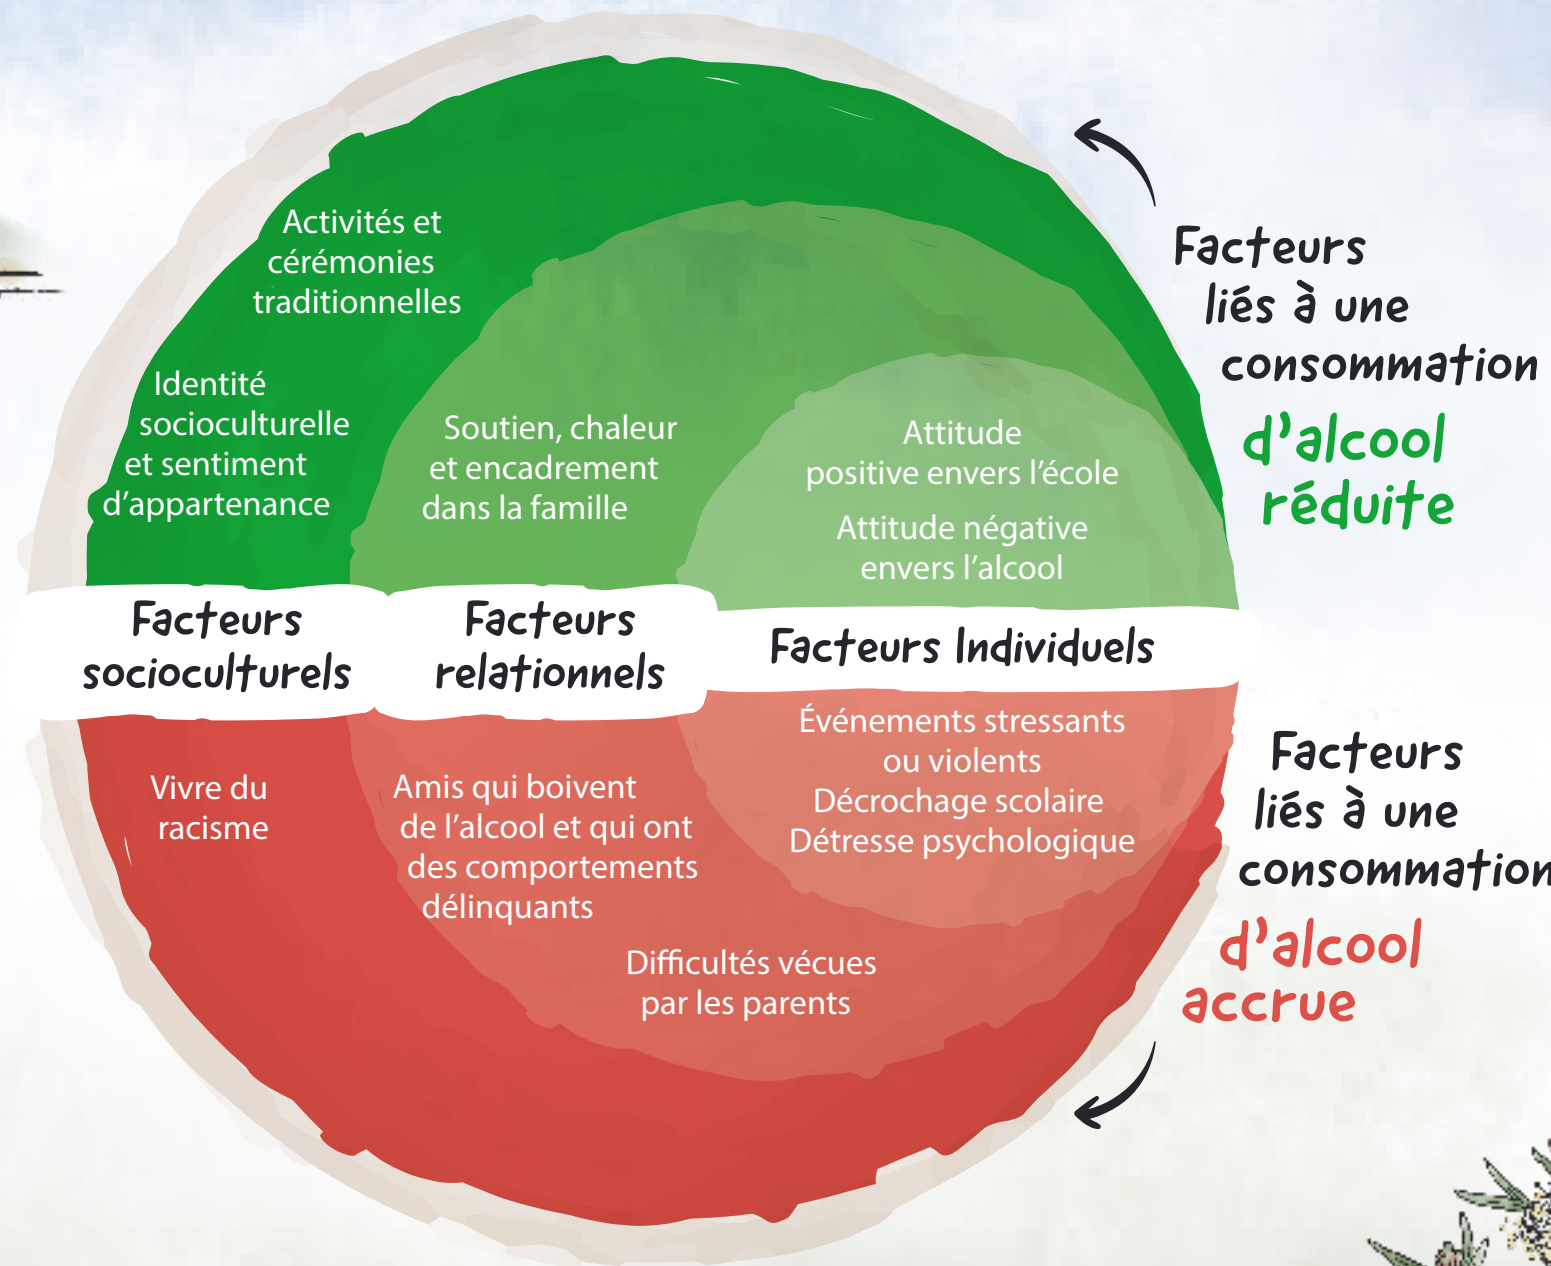 Activités et
cérémonies
traditionnelles
Identité
socioculturelle
et sentiment
d'appartenance
Soutien, chaleur
et encadrement
dans la famille
Attitude
positive envers l'école
Attitude négative
envers l'alcool
Facteurs
liés à une
consommation
d'alcool
réduite
Facteurs
socioculturels
Facteurs
relationnels
Facteurs Individuels
Vivre du
racisme
Amis qui boivent
de l'alcool et qui ont
des comportements
délinquants
Difficultés vécues
par les parents
Événements stressants
ou violents
Décrochage scolaire
Détresse psychologique
Facteurs
liés à une
consommation
d'alcool
accrue